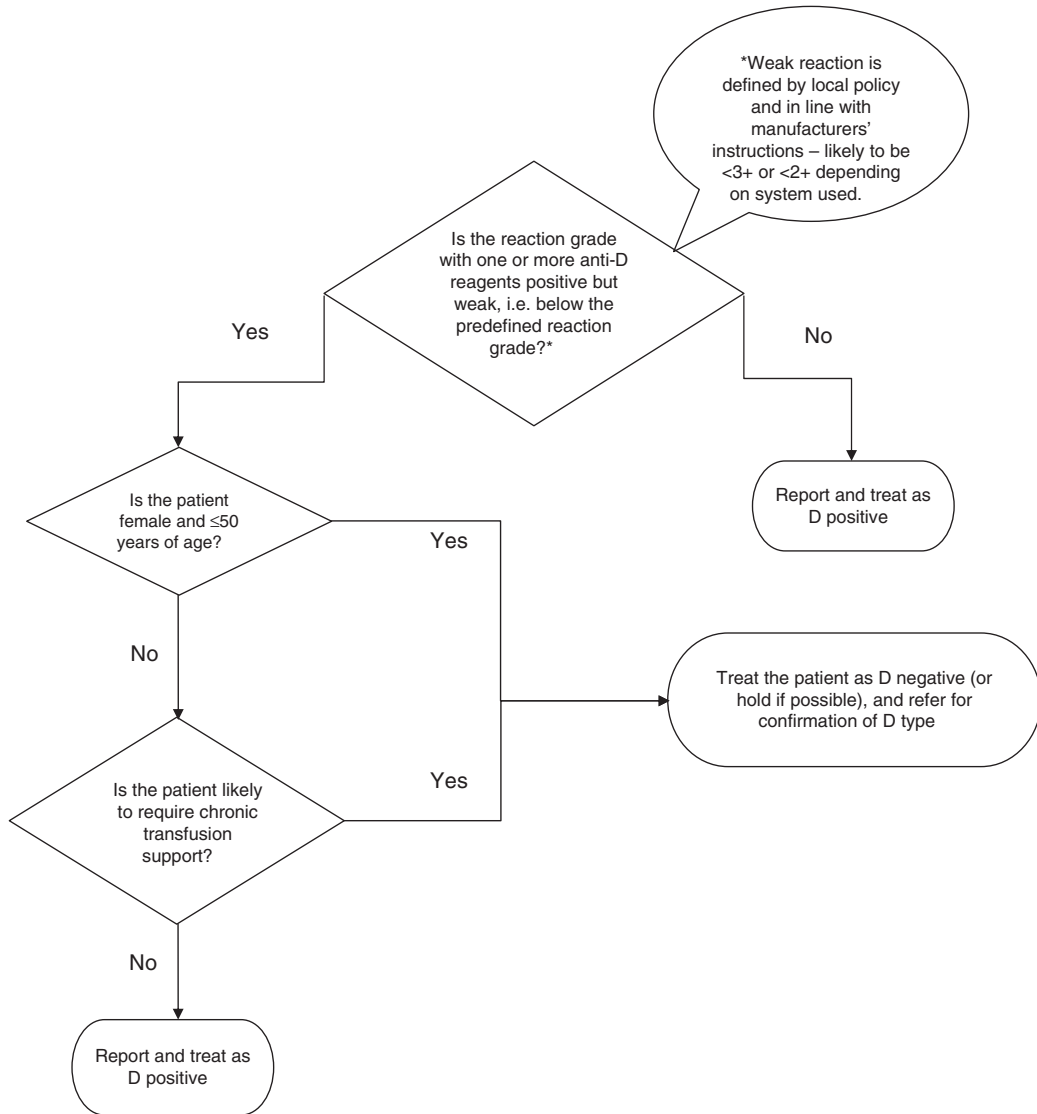 *Weak reaction is
defined by local policy
and in line with
manufacturers'
instructions – likely to be
<3+ or <2+ depending
on system used.
Is the reaction grade
with one or more anti-D
reagents positive but
weak, i.e. below the
predefined reaction
grade?*
Yes
No
Report and treat as
D positive
Is the patient
female and ≤50
years of age?
Yes
No
Treat the patient as D negative (or
hold if possible), and refer for
confirmation of D type
Is the patient likely
to require chronic
transfusion
support?
Yes
No
Report and treat as
D positive